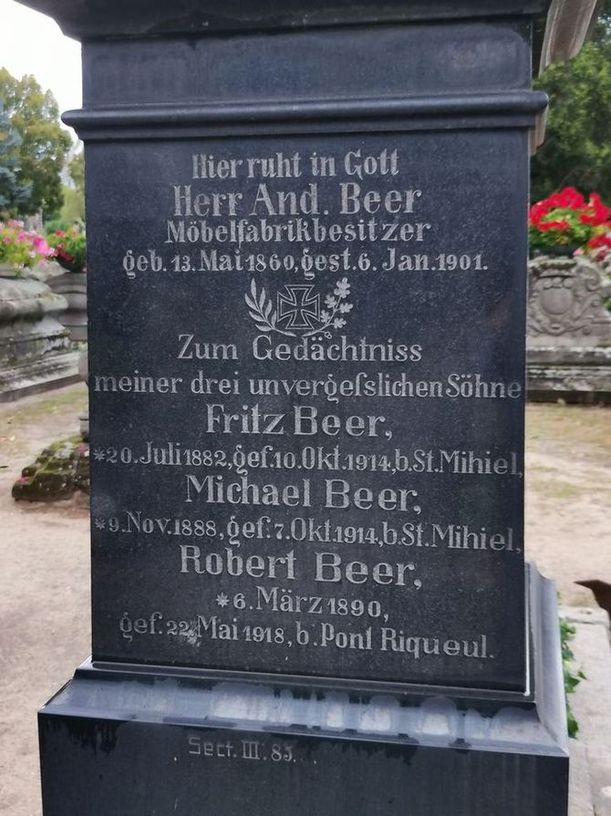 Hier ruht in Gott
Herr And. Beer
Möbelfabrikbesitzer
geb. 13. Mai 1860, gest. 6. Jan. 1901.
Zum Gedächtniss
meiner drei unvergesslichen Söhne
Fritz Beer,
*20. Juli 1882, gef. 10. Okt. 1914, b. St. Mihiel,
Michael Beer,
*9. Nov. 1888, gef. 7. Okt. 1914, b. St. Mihiel,
Robert Beer,
*6. März 1890,
gef. 22. Mai 1918, b. Pont Riqueul.
Sect. III. 83.